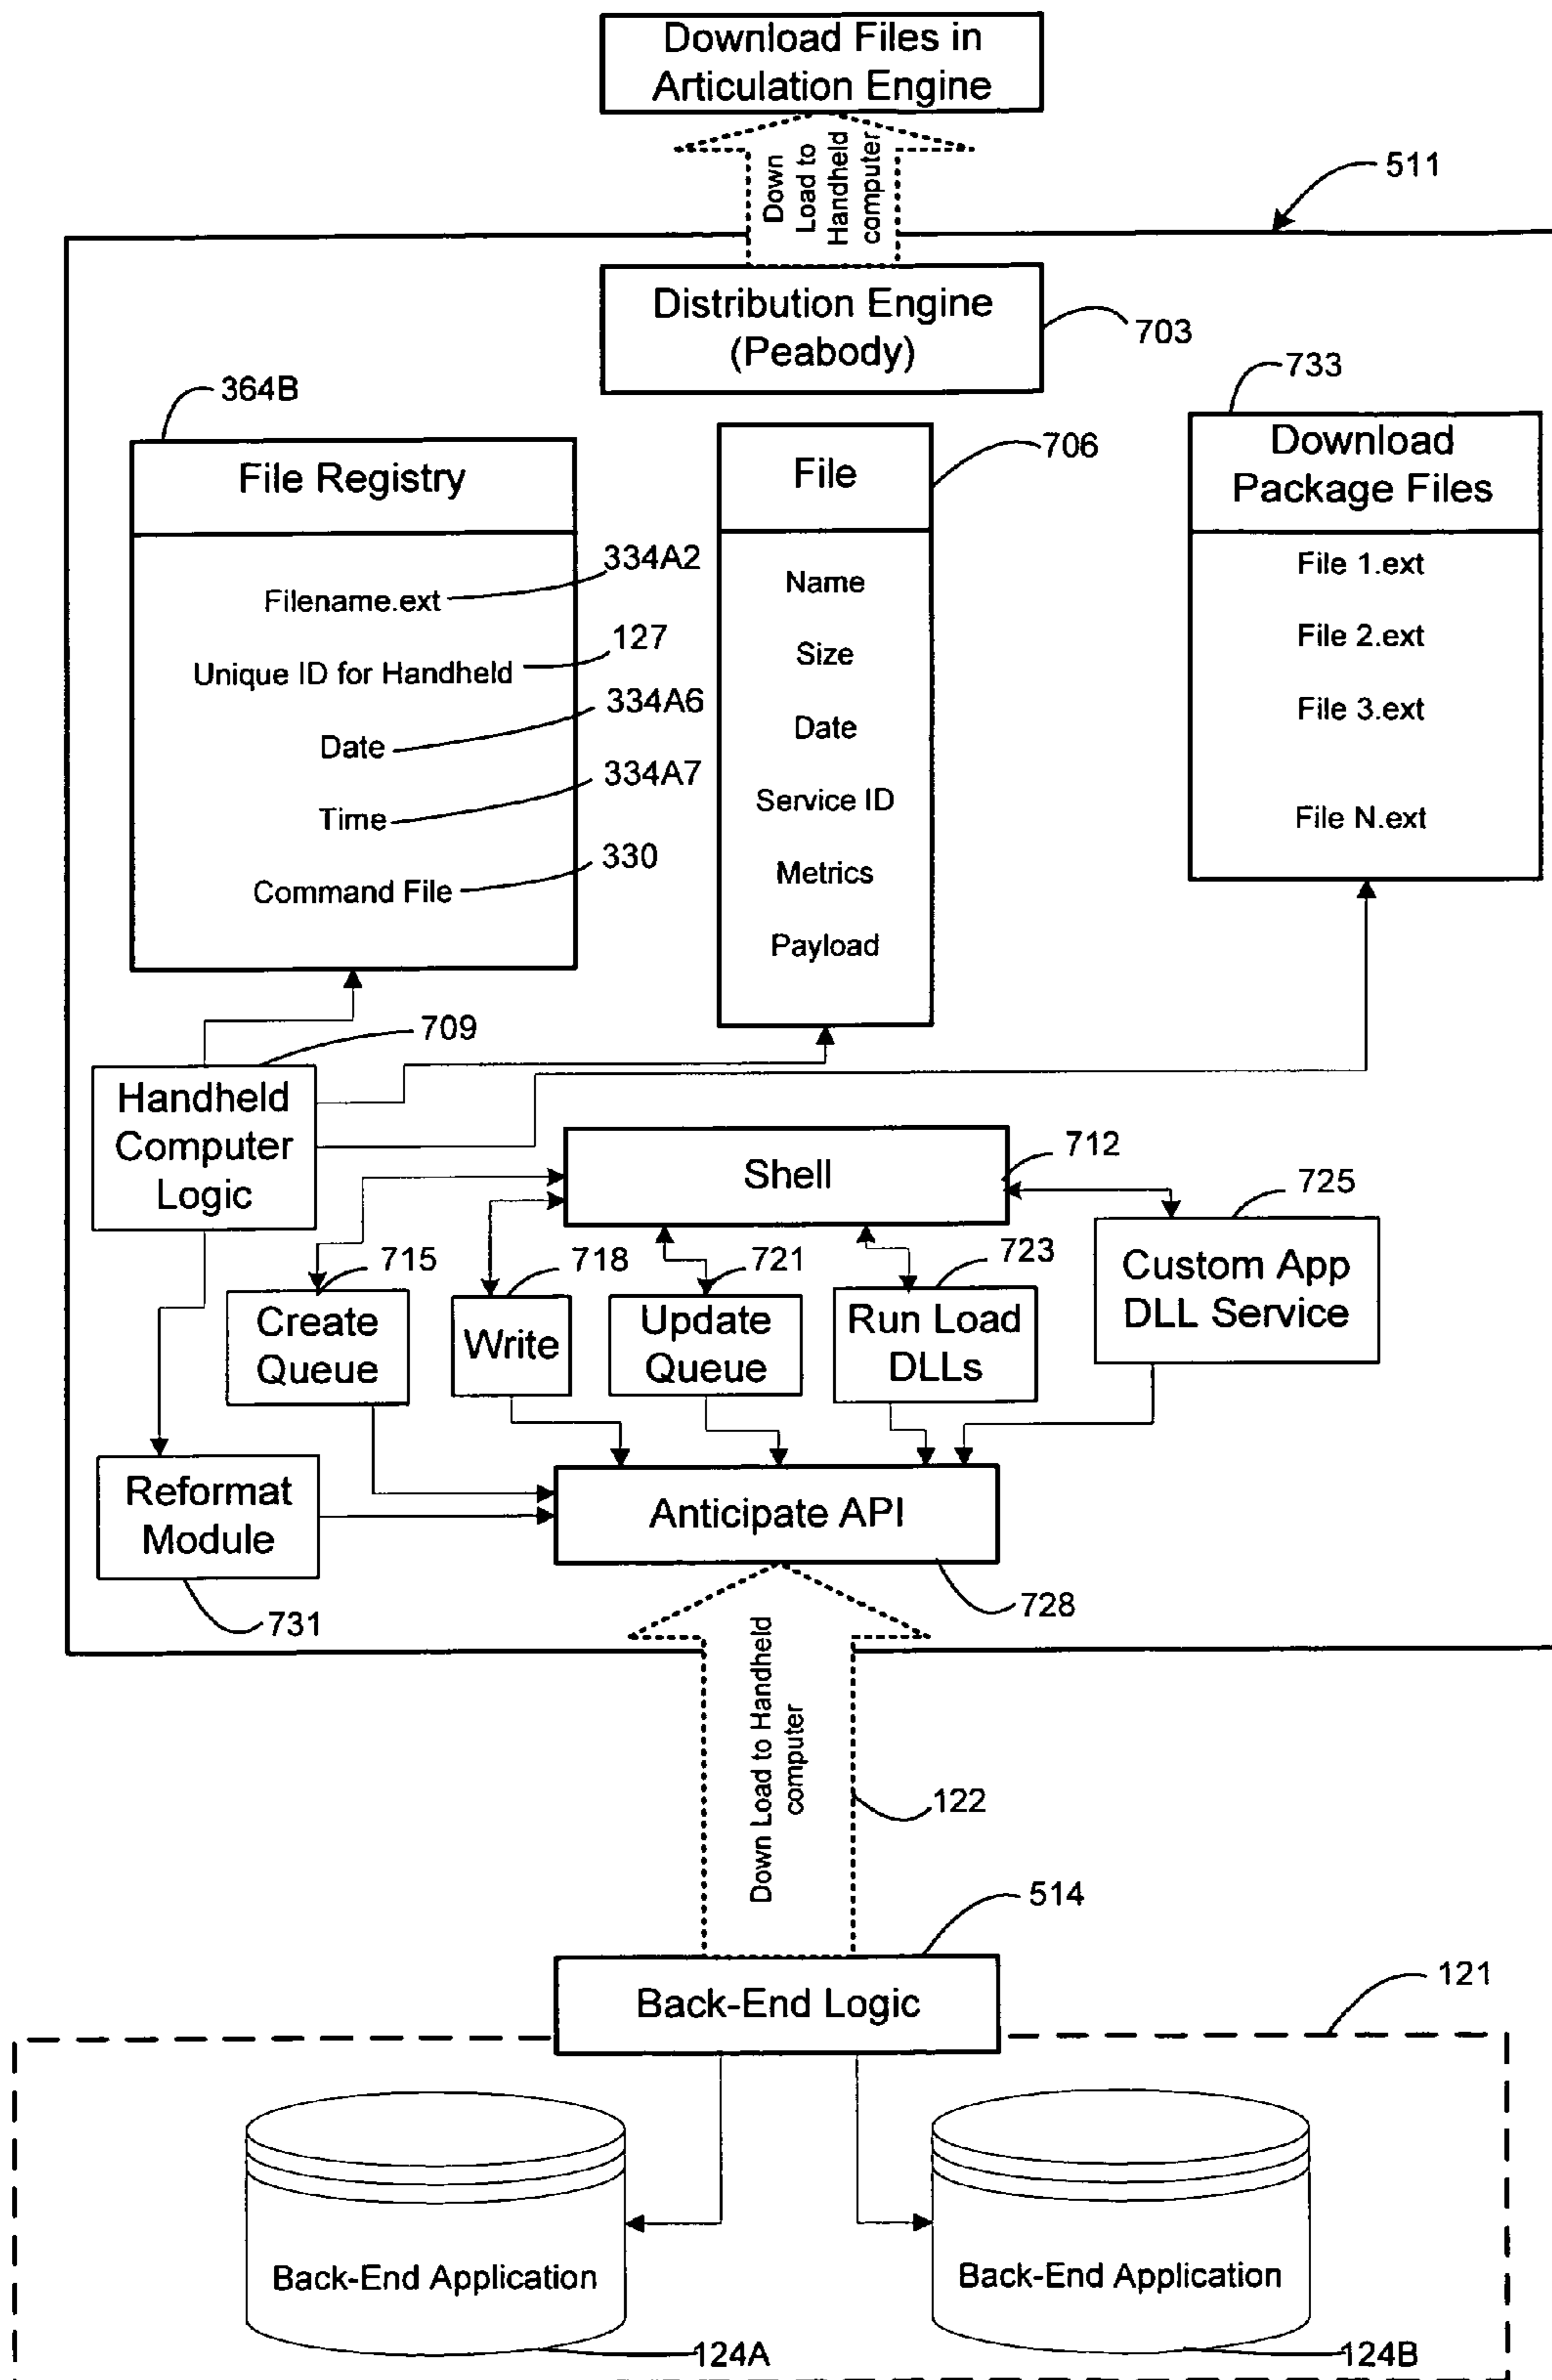 Download Files in
Articulation Engine
Down
Load to
Handheld
computer
511
Distribution Engine
(Peabody)
703
364B
File Registry
Filename.ext
334A2
Unique ID for Handheld
127
Date
334A6
Time
334A7
Command File
330
706
File
Name
Size
Date
Service ID
Metrics
Payload
733
Download
Package Files
File 1.ext
File 2.ext
File 3.ext
File N.ext
709
Handheld
Computer
Logic
Shell
712
715
Create
Queue
718
Write
721
Update
Queue
723
Run Load
DLLs
725
Custom App
DLL Service
Reformat
Module
731
Anticipate API
728
Down Load to Handheld
computer
122
514
Back-End Logic
121
Back-End Application
124A
Back-End Application
124B